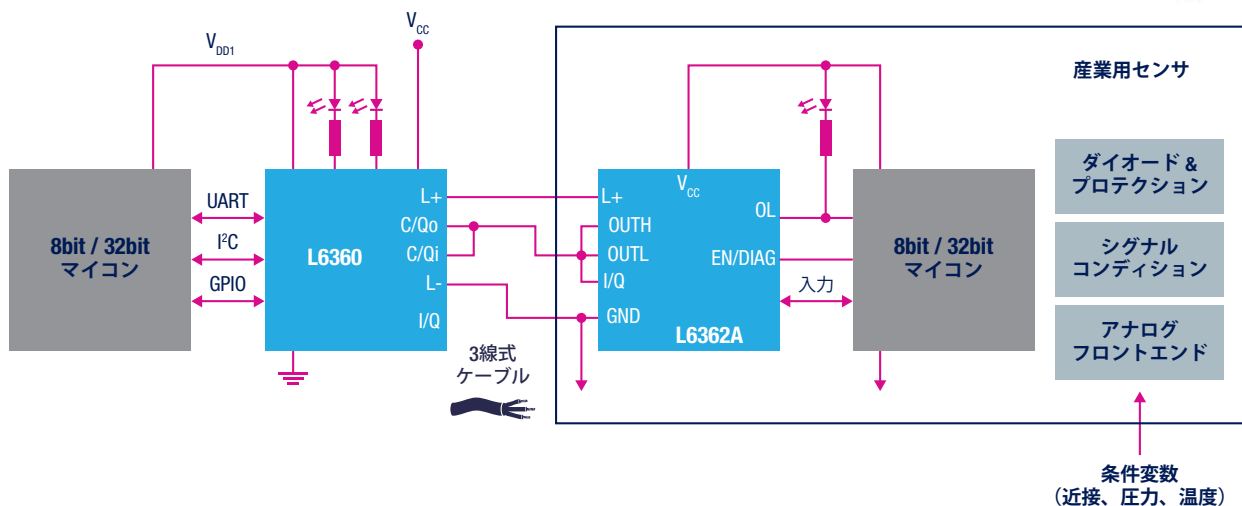 V_CC
V_DD1
産業用センサ
8bit / 32bit
マイコン
UART
I²C
GPIO
L6360
L+
C/Qo
C/Qi
L-
I/Q
3線式
ケーブル
V_CC
L+
OUTH
OUTL
I/Q
GND
OL
EN/DIAG
入力
L6362A
8bit / 32bit
マイコン
ダイオード &
プロテクション
シグナル
コンディション
アナログ
フロントエンド
条件変数
（近接、圧力、温度）